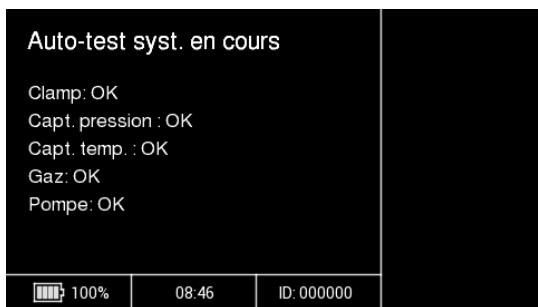 Auto-test syst. en cours
Clamp: OK
Capt. pression : OK
Capt. temp. : OK
Gaz: OK
Pompe: OK
100% 08:46 ID: 000000